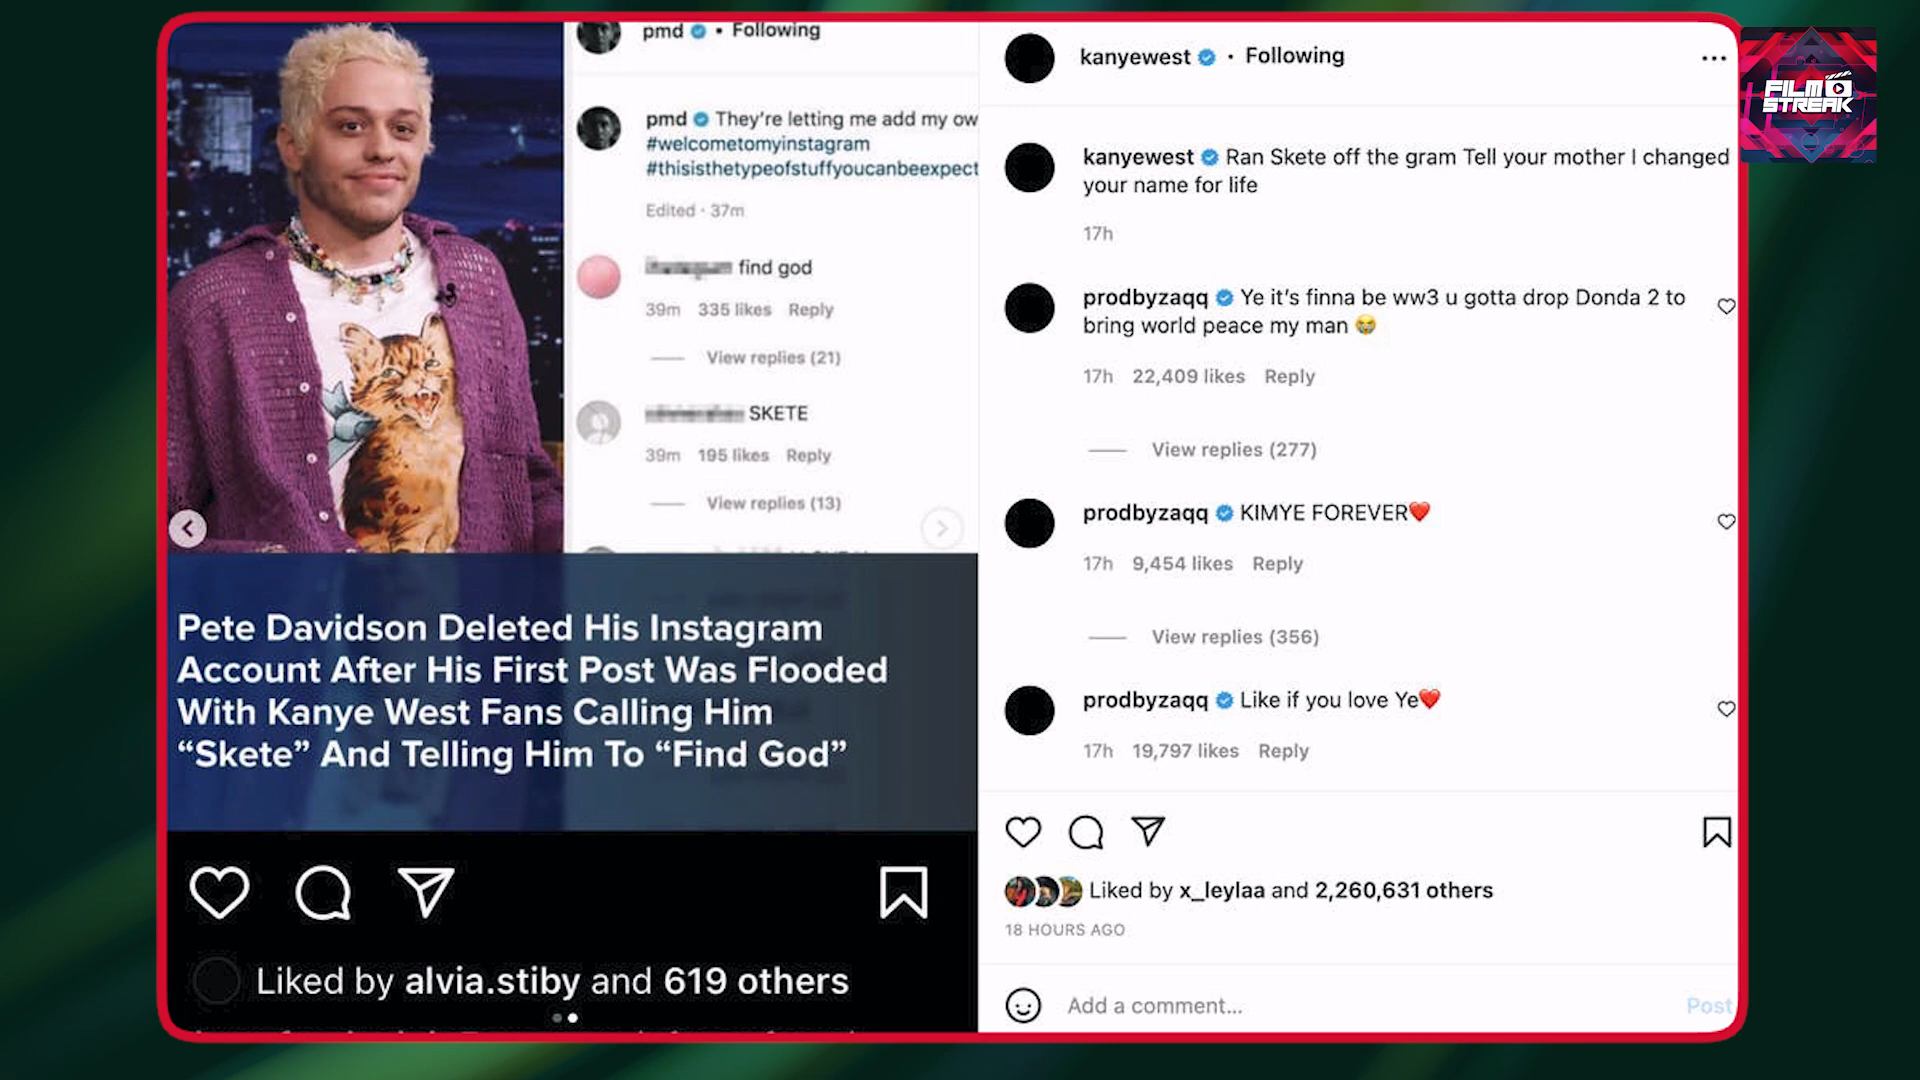 pmd • Following
pmd They're letting me add my ow
#welcometomyinstagram
#thisisthetypeofstuffyoucanbeexpect
Edited · 37m
find god
39m 335 likes Reply
View replies (21)
SKETE
39m 195 likes Reply
View replies (13)
Pete Davidson Deleted His Instagram
Account After His First Post Was Flooded
With Kanye West Fans Calling Him
“Skete” And Telling Him To “Find God”
Liked by alvia.stiby and 619 others
kanyewest • Following
kanyewest Ran Skete off the gram Tell your mother I changed
your name for life
17h
prodbyzaqq Ye it's finna be ww3 u gotta drop Donda 2 to
bring world peace my man 😭
17h 22,409 likes Reply
View replies (277)
prodbyzaqq KIMYE FOREVER❤️
17h 9,454 likes Reply
View replies (356)
prodbyzaqq Like if you love Ye❤️
17h 19,797 likes Reply
Liked by x_leylaa and 2,260,631 others
18 HOURS AGO
Add a comment...
Post
FILM
STREAK